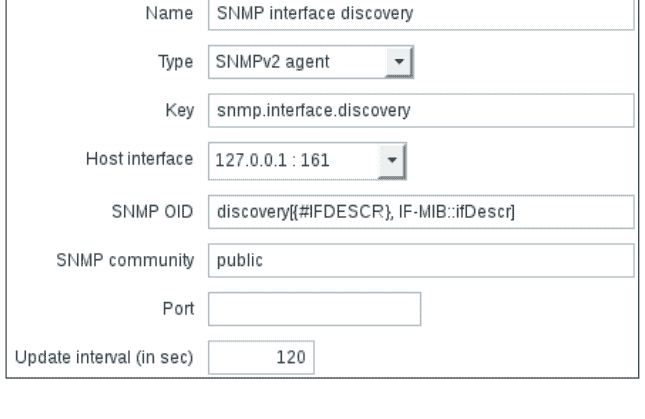 Name SNMP interface discovery
Type SNMPv2 agent
Key snmp.interface.discovery
Host interface 127.0.0.1 : 161
SNMP OID discovery[{#IFDESCR}, IF-MIB::ifDescr]
SNMP community public
Port
Update interval (in sec) 120